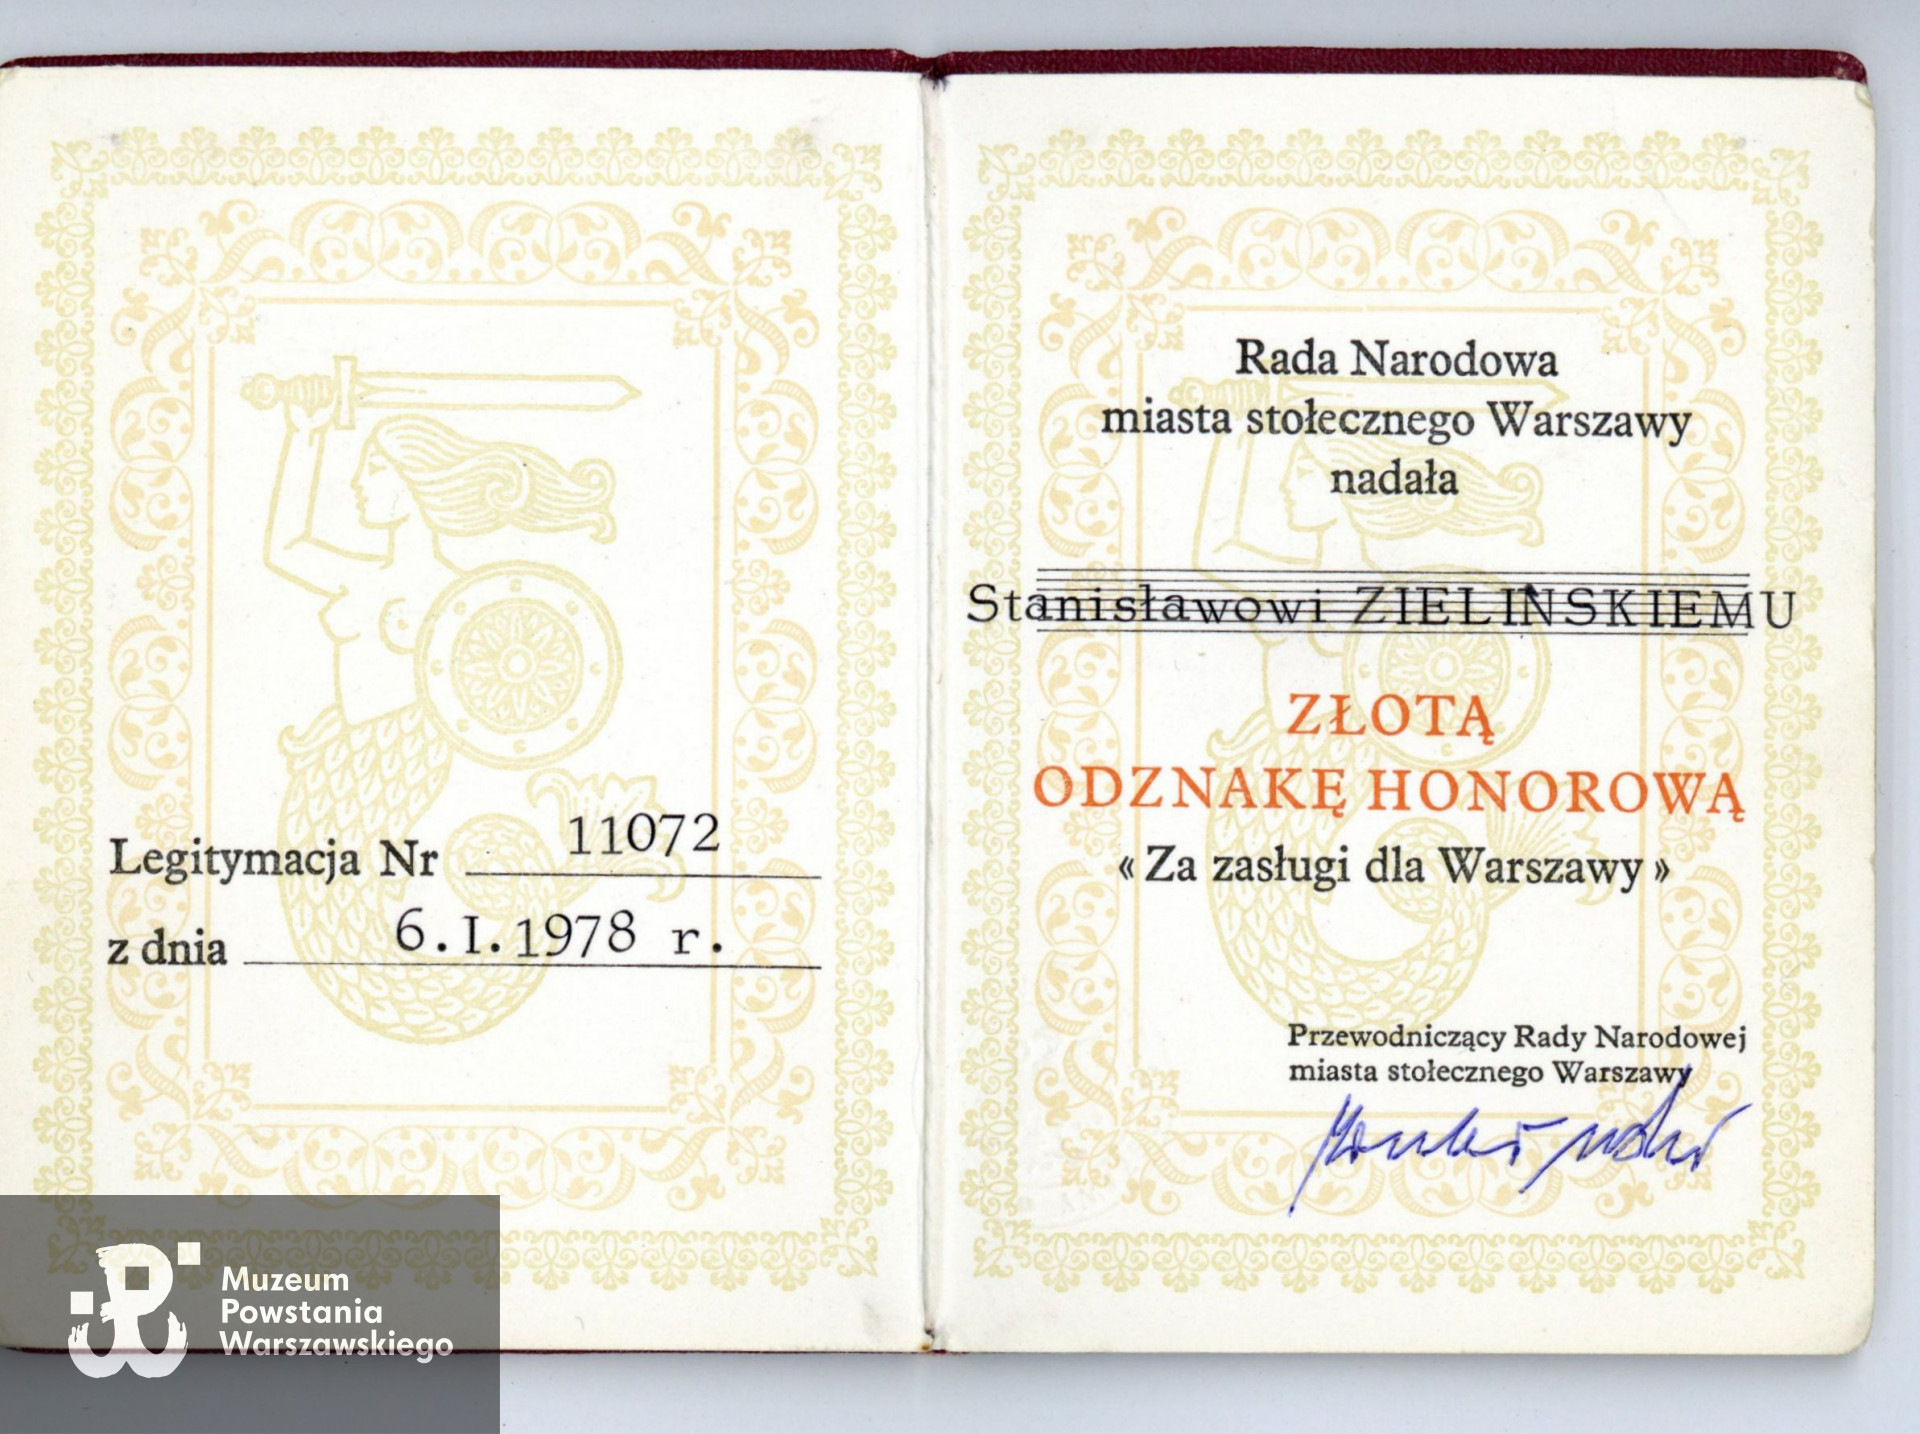 Legitymacja Nr 11072
z dnia 6.I.1978 r.
Rada Narodowa
miasta stołecznego Warszawy
nadała
Stanisławowi ZIELIŃSKIEMU
ZŁOTĄ
ODZNAKĘ HONOROWĄ
« Za zasługi dla Warszawy »
Przewodniczący Rady Narodowej
miasta stołecznego Warszawy
Muzeum
Powstania
Warszawskiego